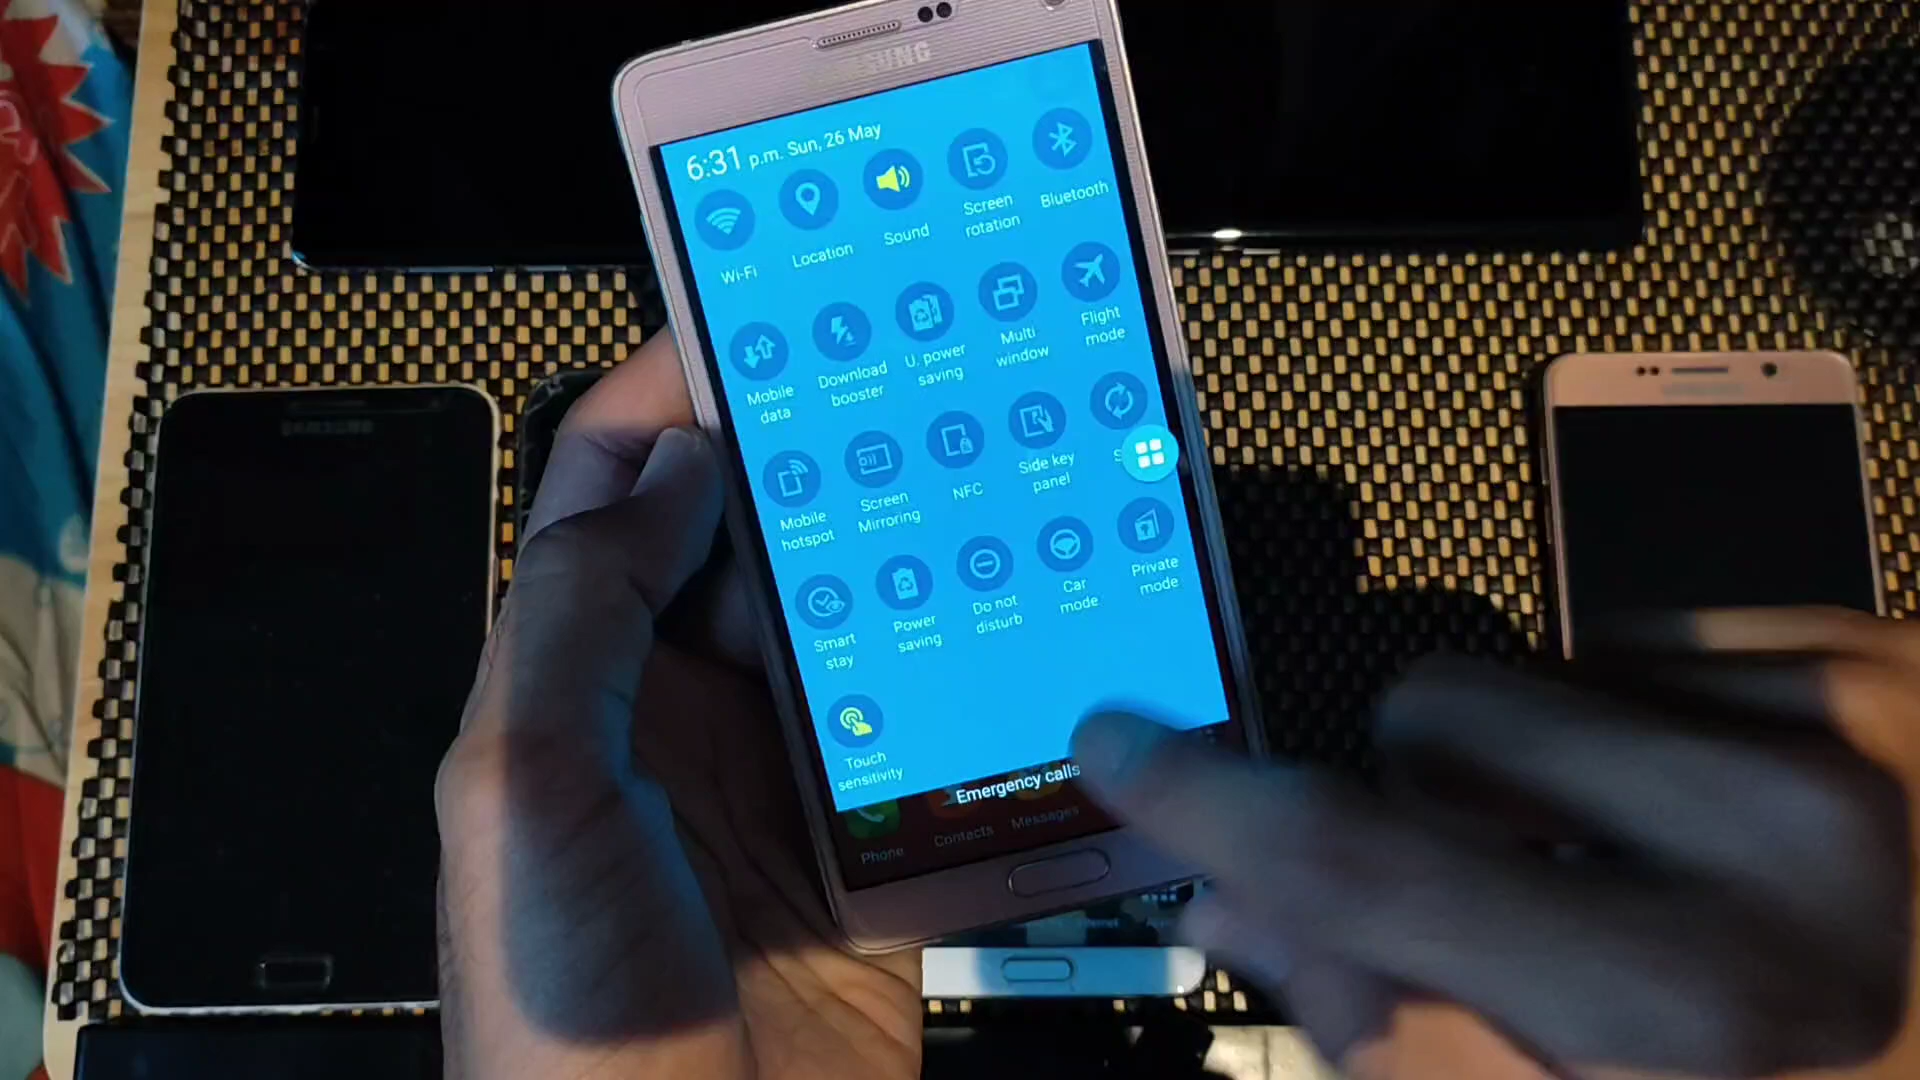 SAMSUNG
6:31 p.m. Sun, 26 May
Wi-Fi
Location
Sound
Screen
rotation
Bluetooth
Mobile
data
Download
booster
U. power
saving
Multi
window
Flight
mode
Mobile
hotspot
Screen
Mirroring
NFC
Side key
panel
S
Smart
stay
Power
saving
Do not
disturb
Car
mode
Private
mode
Touch
sensitivity
Emergency calls
Phone
Contacts
Messages
SAMSUNG